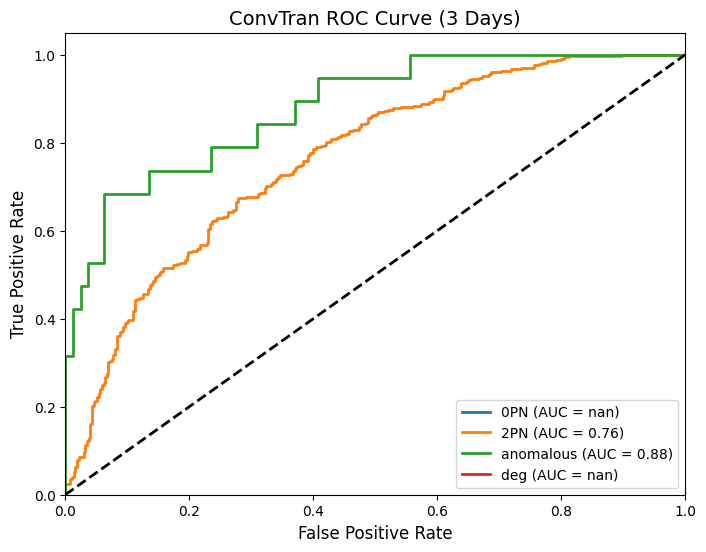 ConvTran ROC Curve (3 Days)
True Positive Rate
1.0
0.8
0.6
0.4
0.2
0.0
0.0 0.2 0.4 0.6 0.8 1.0
False Positive Rate
0PN (AUC = nan)
2PN (AUC = 0.76)
anomalous (AUC = 0.88)
deg (AUC = nan)